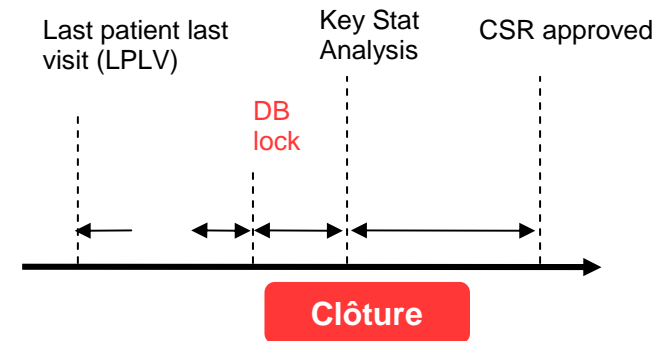 Last patient last
visit (LPLV)
Key Stat
Analysis
CSR approved
DB
lock
Clôture